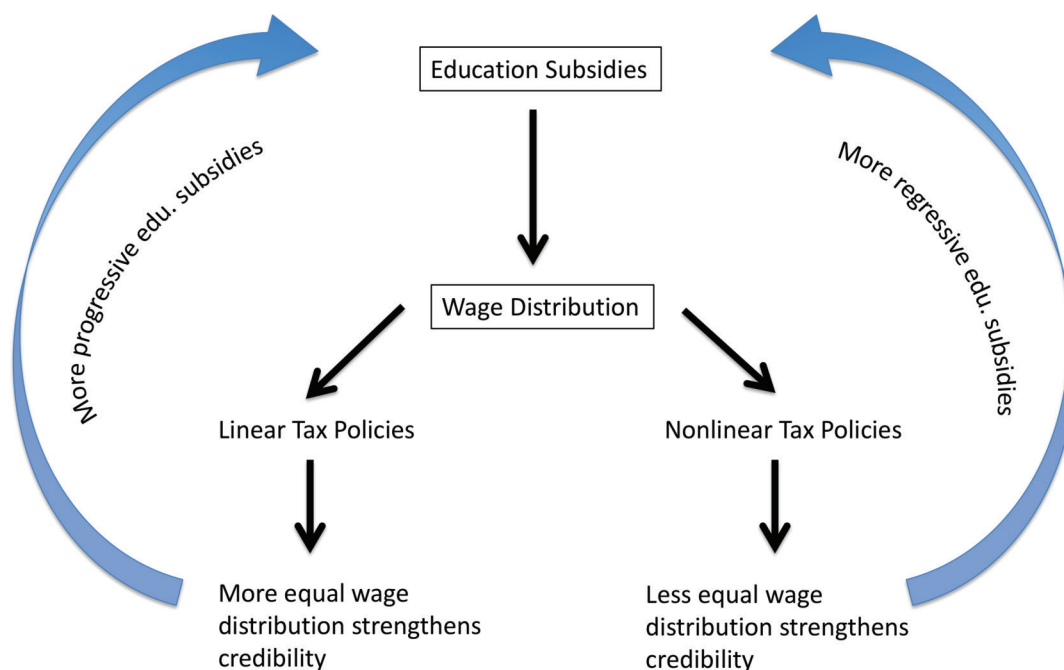 Education Subsidies
More progressive edu. subsidies
More regressive edu. subsidies
Wage Distribution
Linear Tax Policies
Nonlinear Tax Policies
More equal wage
distribution strengthens
credibility
Less equal wage
distribution strengthens
credibility